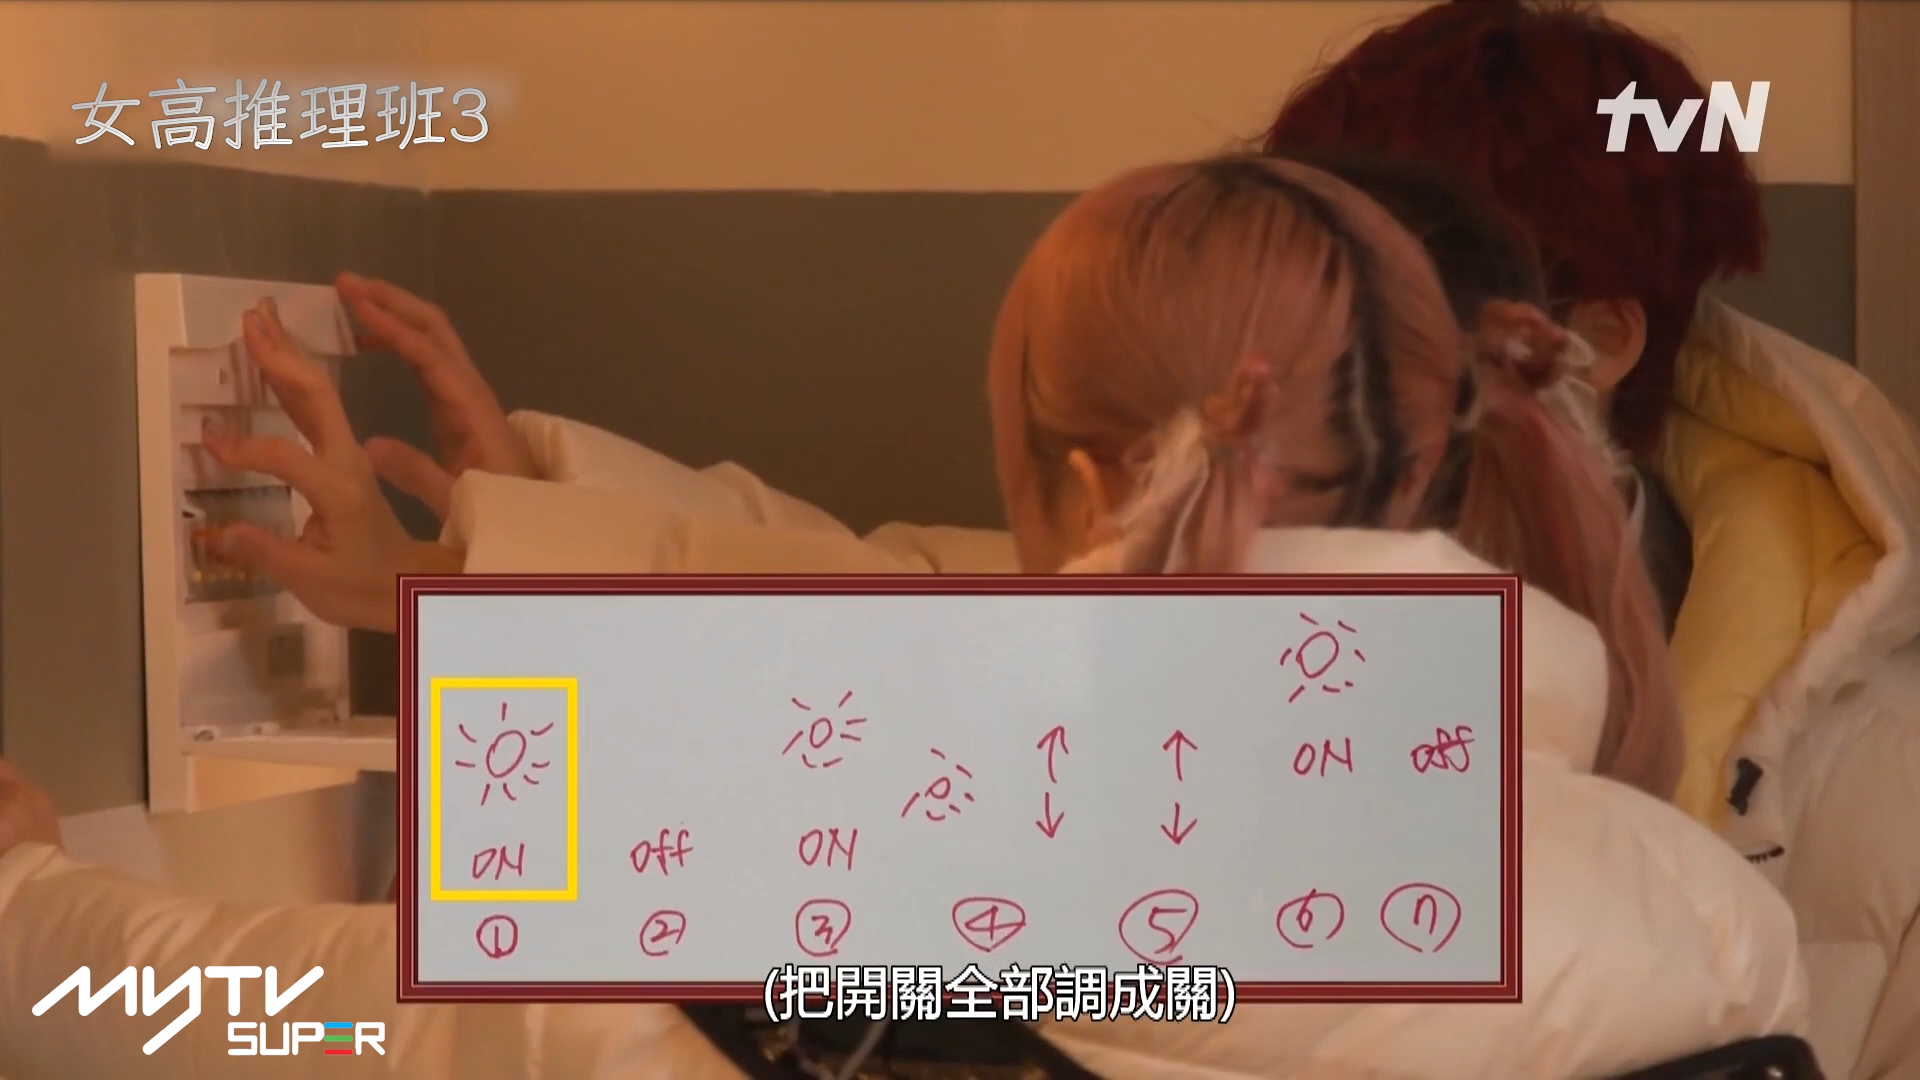 女高推理班3
tvN
ON off ON ↑ ↑ ON off
↓ ↓
① ② ③ ④ ⑤ ⑥ ⑦
(把開關全部調成關)
myTV SUPER